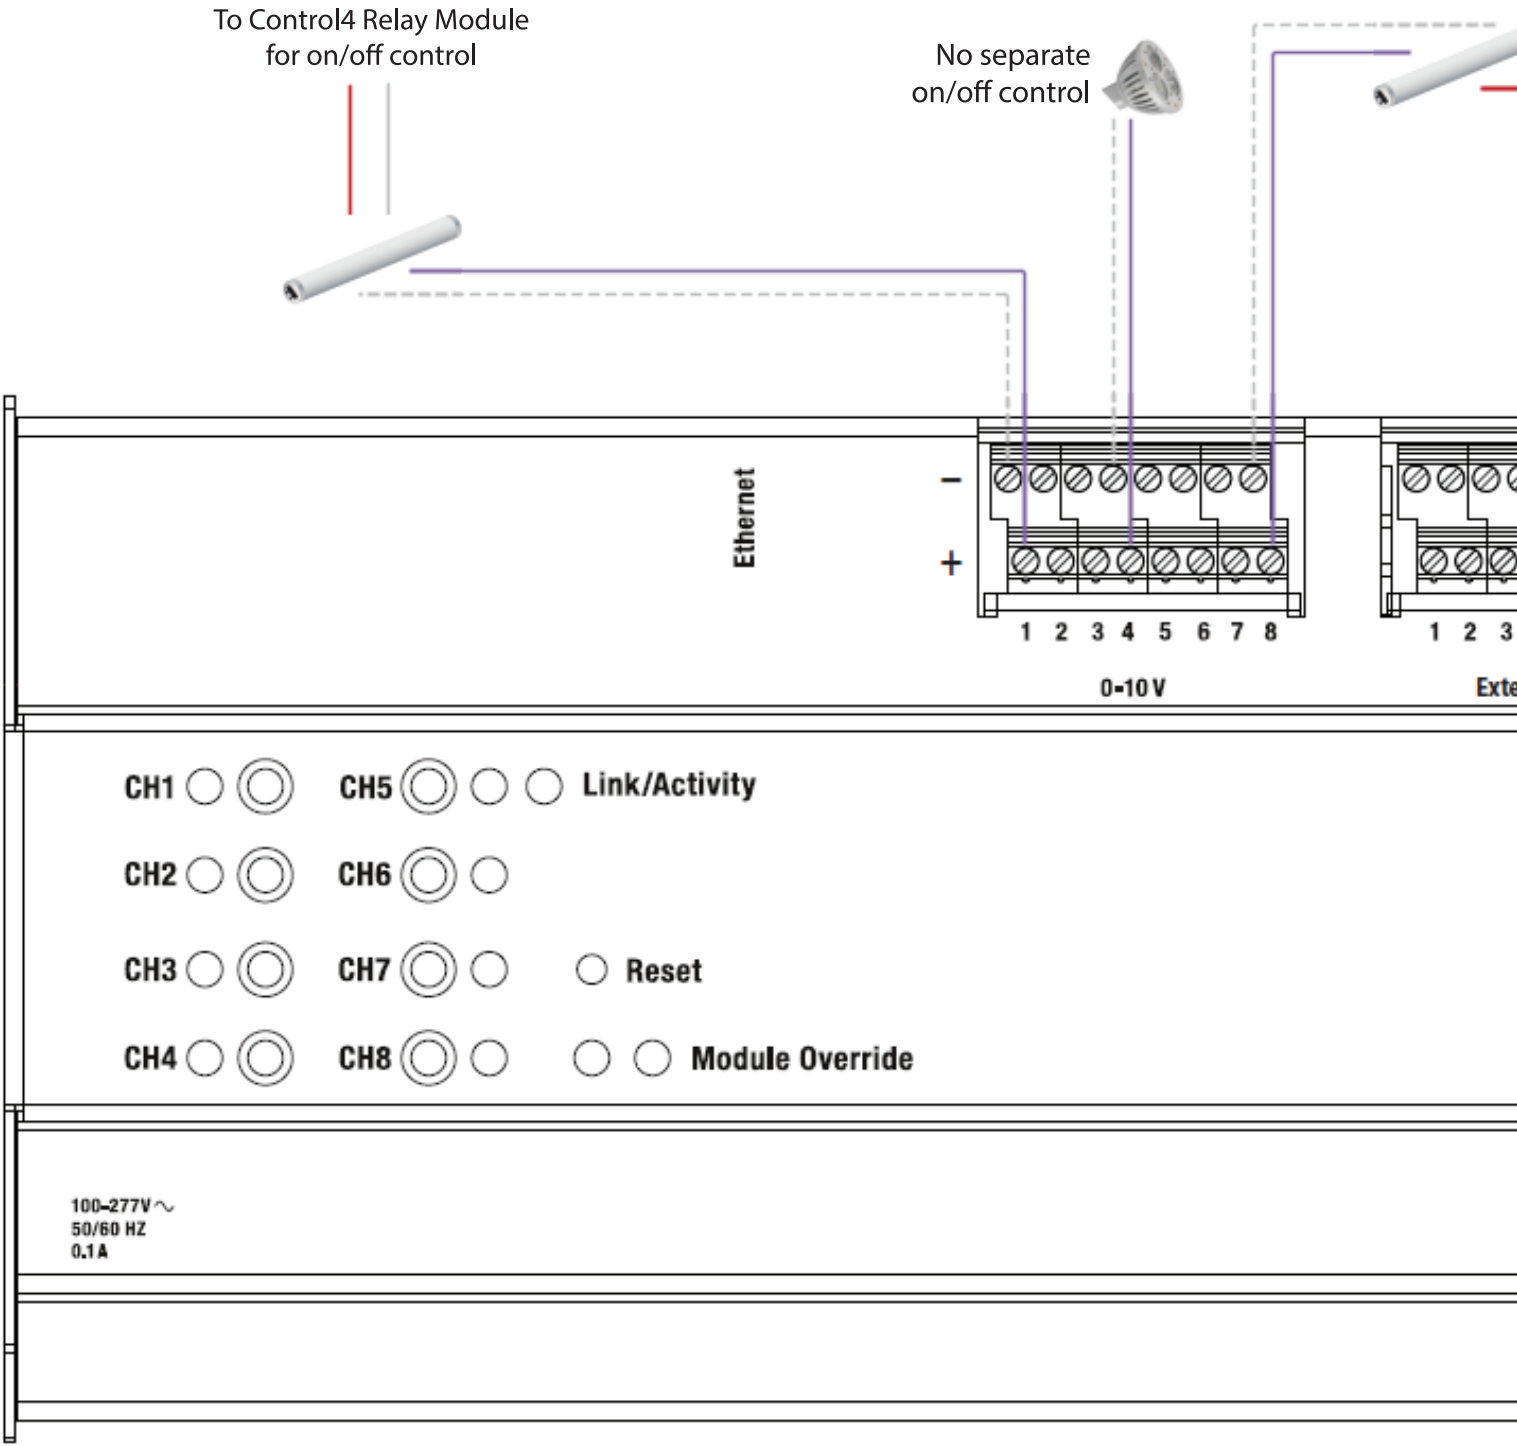 To Control4 Relay Module
for on/off control
No separate
on/off control
Ethernet
−
+
1 2 3 4 5 6 7 8
1 2 3
0-10 V
Exte
CH1 CH5 Link/Activity
CH2 CH6
CH3 CH7 Reset
CH4 CH8 Module Override
100-277V ∼
50/60 HZ
0.1 A